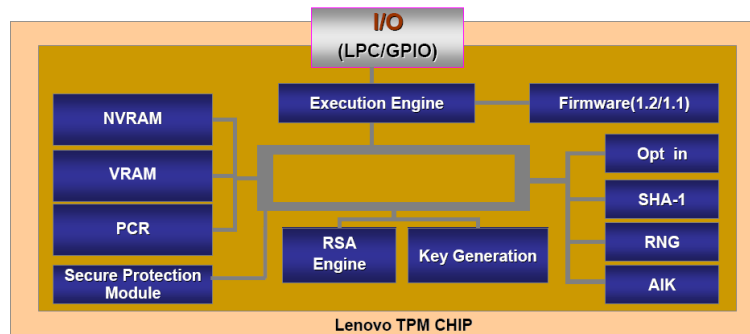 I/O
(LPC/GPIO)
Execution Engine
Firmware(1.2/1.1)
NVRAM
VRAM
PCR
Secure Protection
Module
RSA
Engine
Key Generation
Opt in
SHA-1
RNG
AIK
Lenovo TPM CHIP